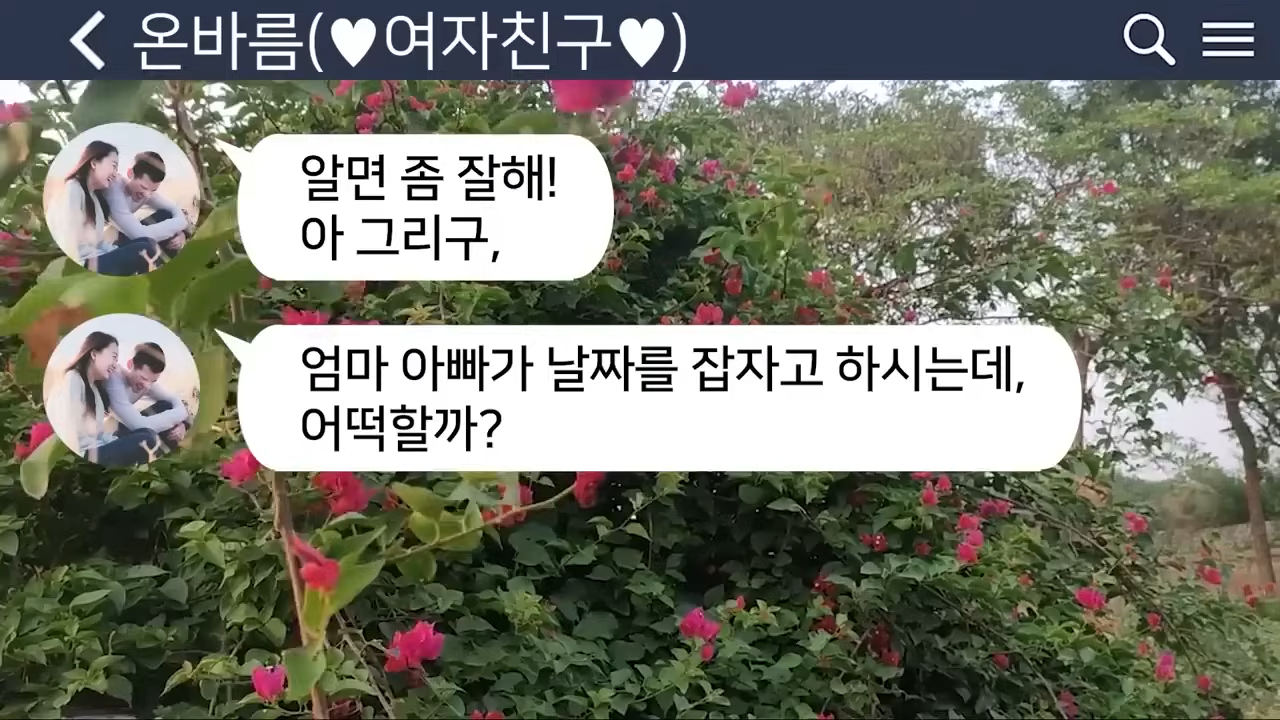 온바름(♥여자친구♥)
알면 좀 잘해!
아 그리구,
엄마 아빠가 날짜를 잡자고 하시는데,
어떡할까?